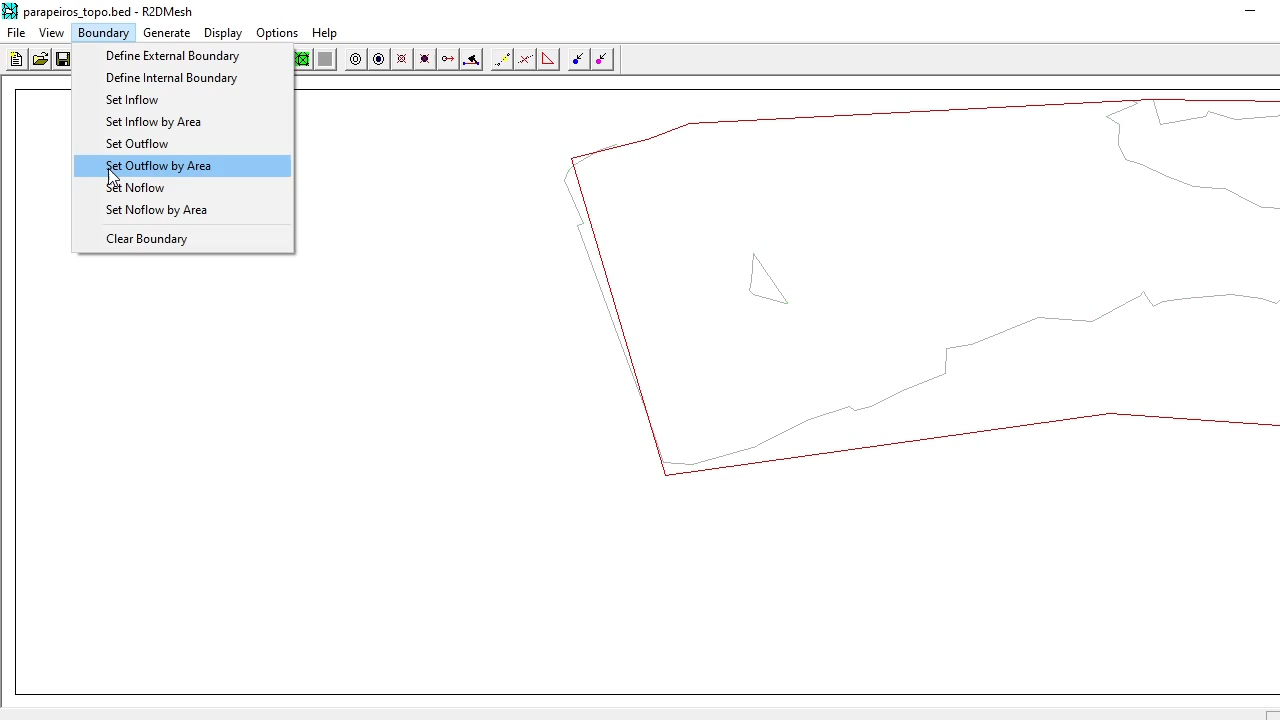 parapeiros_topo.bed - R2DMesh
File View Boundary Generate Display Options Help
Define External Boundary
Define Internal Boundary
Set Inflow
Set Inflow by Area
Set Outflow
Set Outflow by Area
Set Noflow
Set Noflow by Area
Clear Boundary